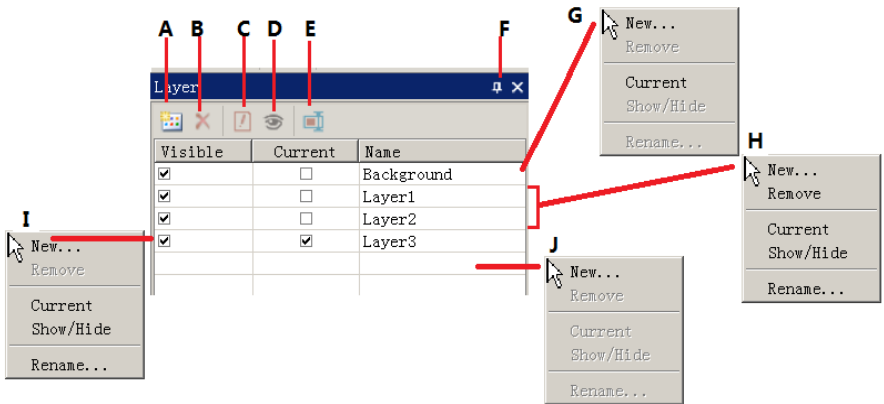 A B C D E F
G
New...
Remove
Current
Show/Hide
Rename...
Layer
Visible Current Name
Background
Layer1
Layer2
Layer3
H
New...
Remove
Current
Show/Hide
Rename...
I
New...
Remove
Current
Show/Hide
Rename...
J
New...
Remove
Current
Show/Hide
Rename...